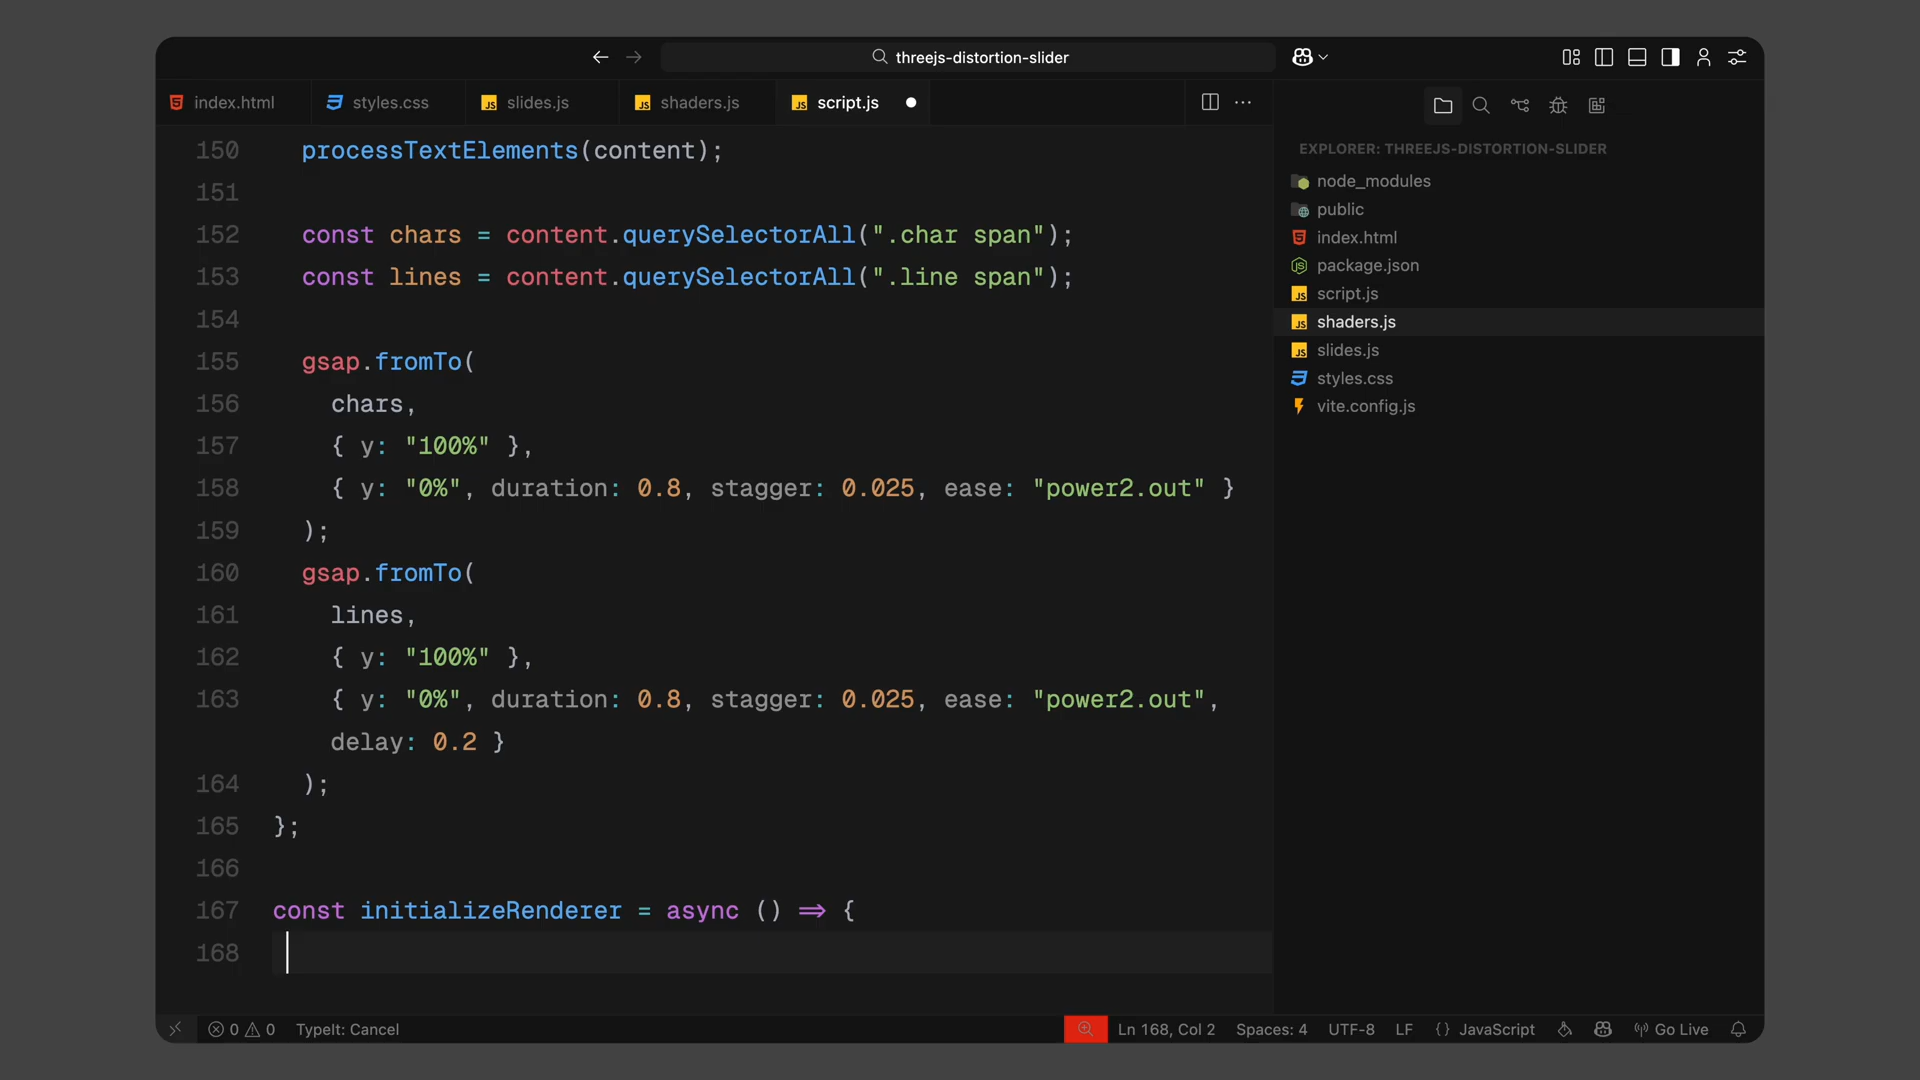 threejs-distortion-slider
index.html
styles.css
slides.js
shaders.js
script.js
150 processTextElements(content);
151
152 const chars = content.querySelectorAll(".char span");
153 const lines = content.querySelectorAll(".line span");
154
155 gsap.fromTo(
156 chars,
157 { y: "100%" },
158 { y: "0%", duration: 0.8, stagger: 0.025, ease: "power2.out" }
159 );
160 gsap.fromTo(
161 lines,
162 { y: "100%" },
163 { y: "0%", duration: 0.8, stagger: 0.025, ease: "power2.out",
delay: 0.2 }
164 );
165 };
166
167 const initializeRenderer = async () => {
168
EXPLORER: THREEJS-DISTORTION-SLIDER
node_modules
public
index.html
package.json
script.js
shaders.js
slides.js
styles.css
vite.config.js
0 0 TypeIt: Cancel Ln 168, Col 2 Spaces: 4 UTF-8 LF {} JavaScript Go Live